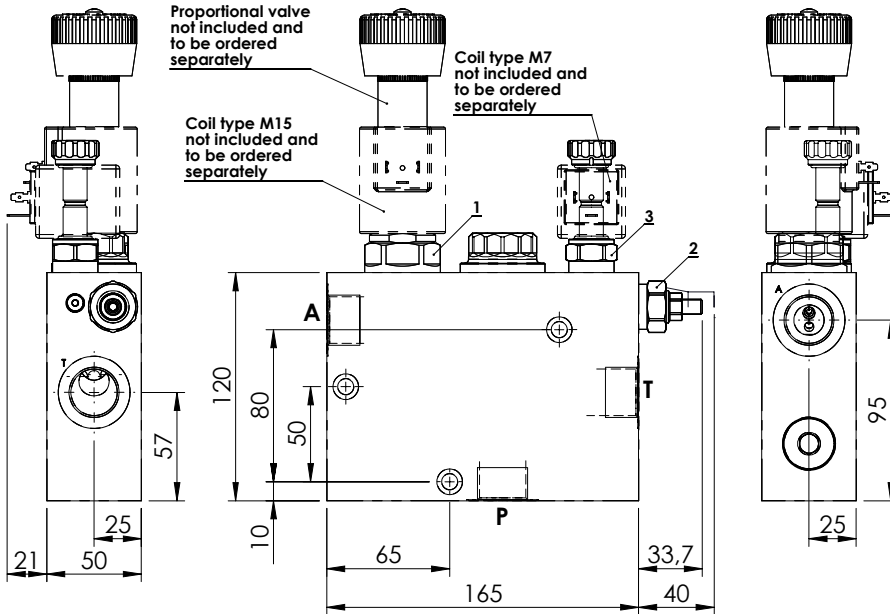 Proportional valve
not included and
to be ordered
separately
Coil type M7
not included and
to be ordered
separately
Coil type M15
not included and
to be ordered
separately
1
3
2
A
A
T
T
120
80
50
57
95
10
P
25
25
21
50
65
33,7
165
40